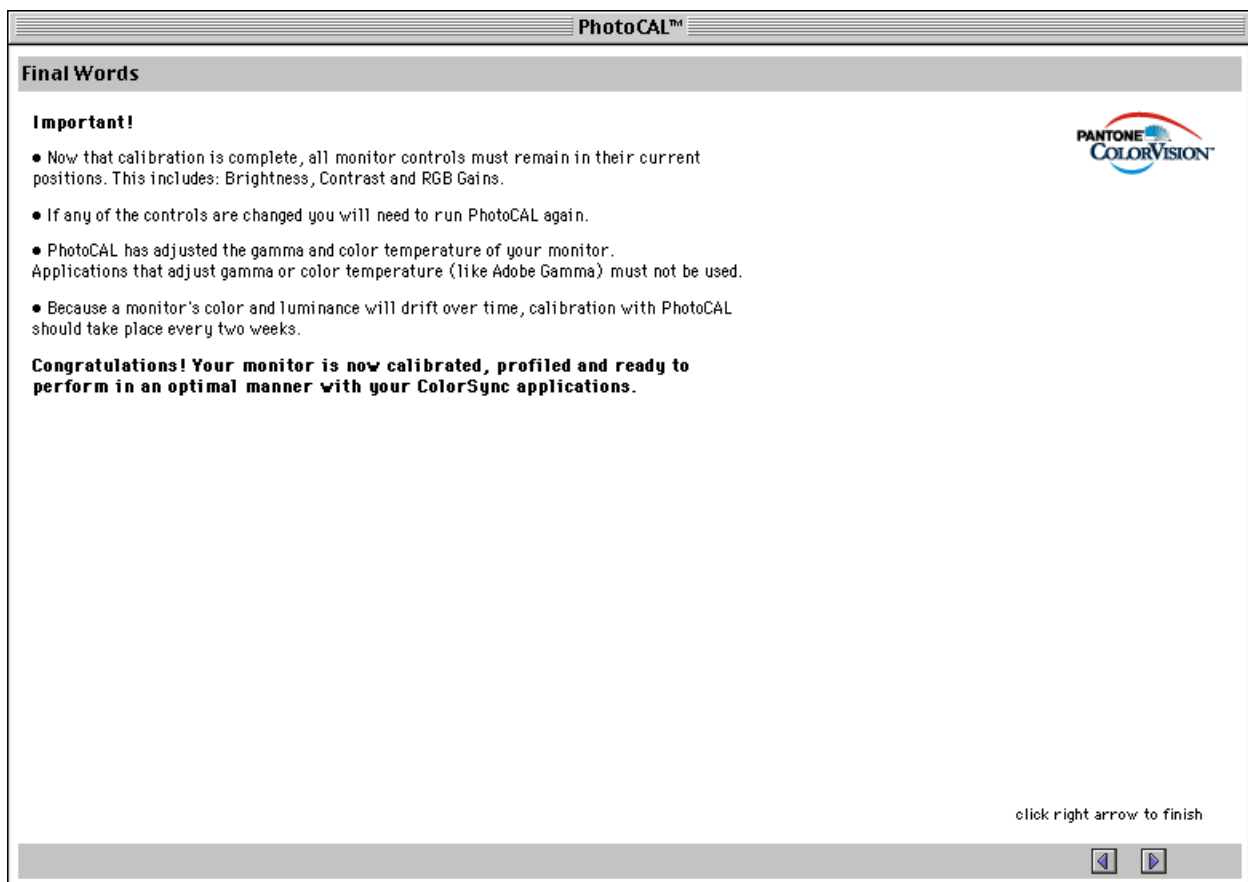 PhotoCAL™
Final Words
Important!
• Now that calibration is complete, all monitor controls must remain in their current
positions. This includes: Brightness, Contrast and RGB Gains.
• If any of the controls are changed you will need to run PhotoCAL again.
• PhotoCAL has adjusted the gamma and color temperature of your monitor.
Applications that adjust gamma or color temperature (like Adobe Gamma) must not be used.
• Because a monitor's color and luminance will drift over time, calibration with PhotoCAL
should take place every two weeks.
Congratulations! Your monitor is now calibrated, profiled and ready to
perform in an optimal manner with your ColorSync applications.
PANTONE
COLORVISION™
click right arrow to finish